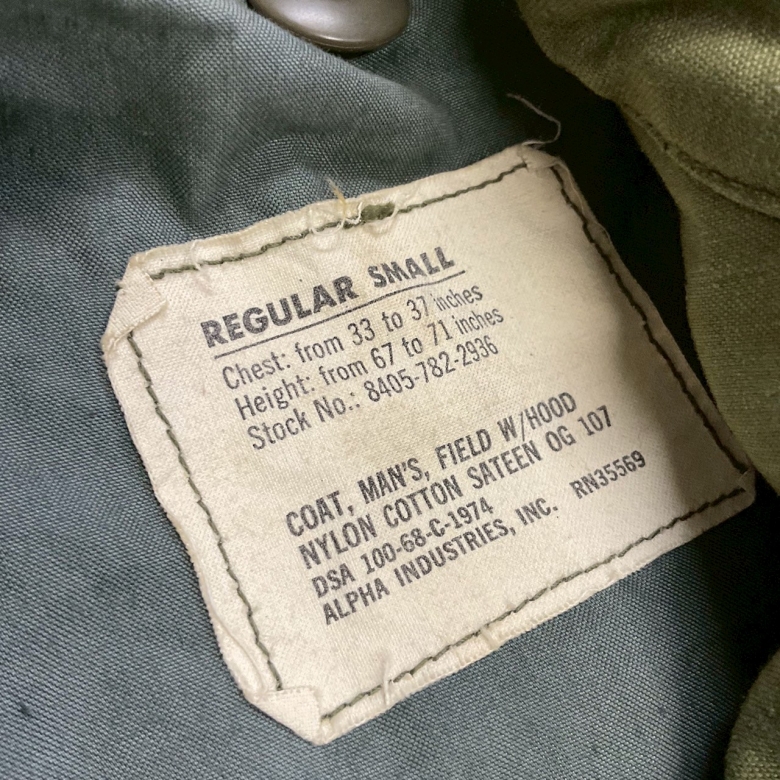 REGULAR SMALL
Chest: from 33 to 37 inches
Height: from 67 to 71 inches
Stock No.: 8405-782-2936
COAT, MAN'S, FIELD W/HOOD
NYLON COTTON SATEEN OG 107
DSA 100-68-C-1974
ALPHA INDUSTRIES, INC. RN35569